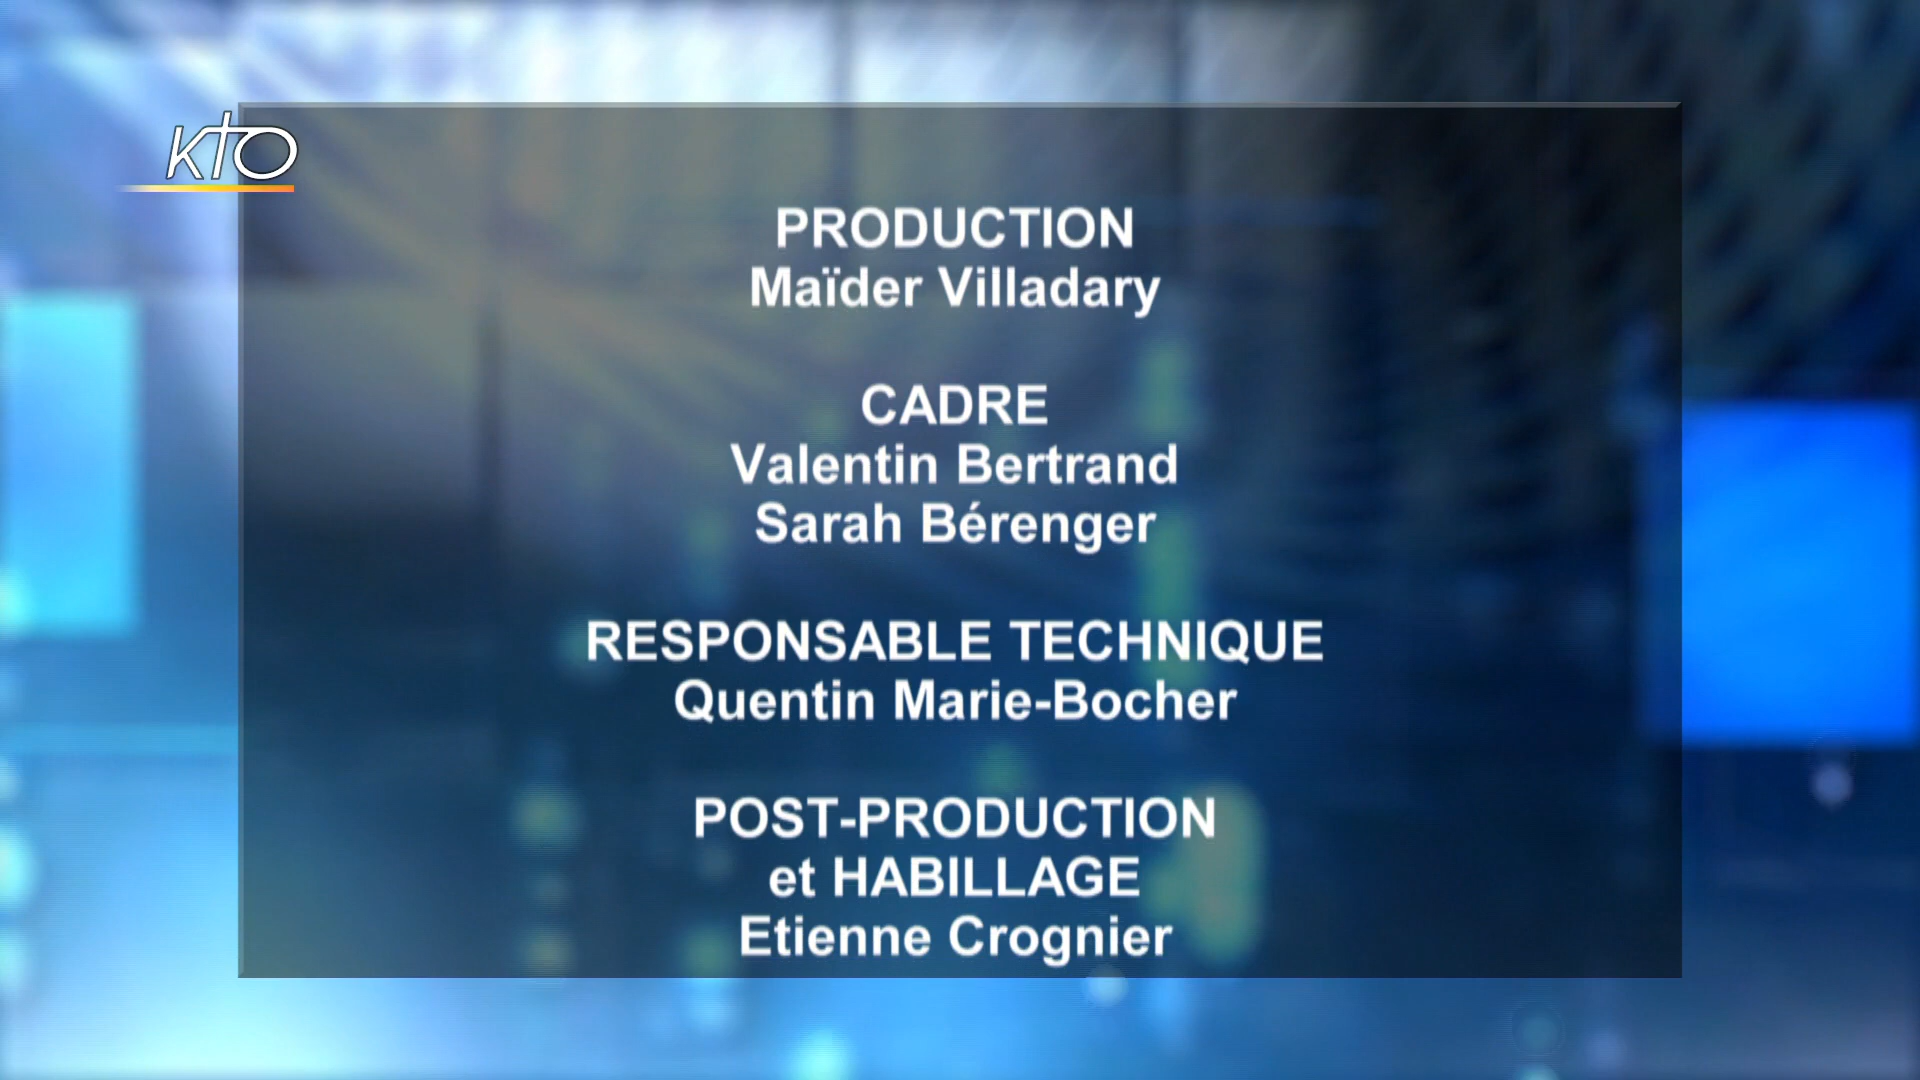 KTO
PRODUCTION
Maïder Villadary
CADRE
Valentin Bertrand
Sarah Bérenger
RESPONSABLE TECHNIQUE
Quentin Marie-Bocher
POST-PRODUCTION
et HABILLAGE
Etienne Crognier